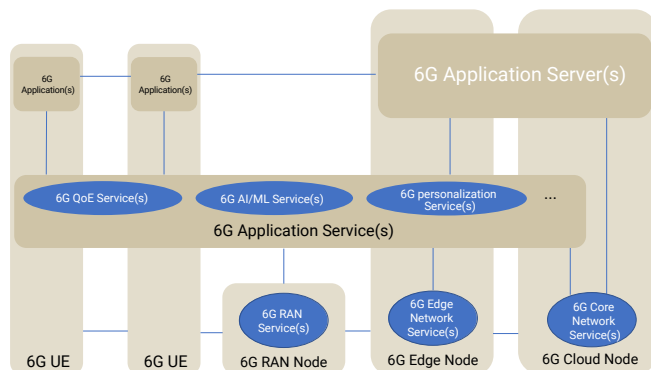 6G
Application(s)
6G
Application(s)
6G Application Server(s)
6G QoE Service(s)
6G AI/ML Service(s)
6G personalization
Service(s)
...
6G Application Service(s)
6G RAN
Service(s)
6G Edge
Network
Service(s)
6G Core
Network
Service(s)
6G UE
6G UE
6G RAN Node
6G Edge Node
6G Cloud Node